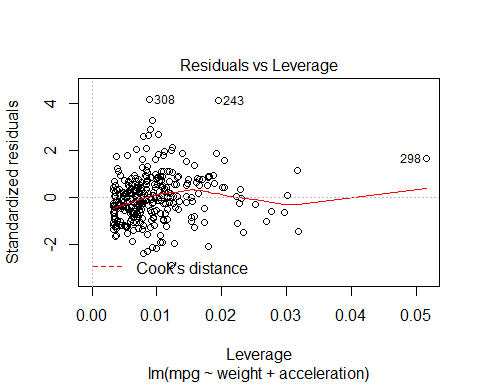 Residuals vs Leverage
Standardized residuals
4
2
0
-2
308
243
298
Cook's distance
0.00 0.01 0.02 0.03 0.04 0.05
Leverage
lm(mpg ~ weight + acceleration)